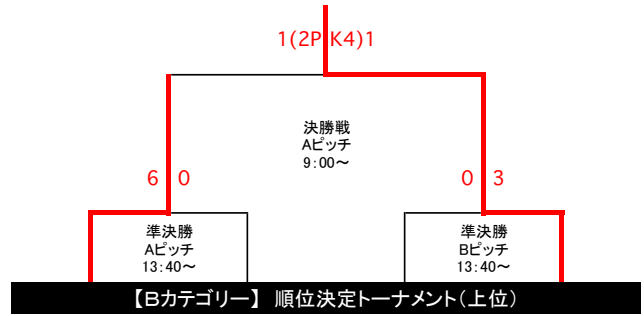 1(2PK4)1
決勝戦
Aピッチ
9:00～
6 0
0 3
準決勝
Aピッチ
13:40～
準決勝
Bピッチ
13:40～
【Bカテゴリー】 順位決定トーナメント(上位)